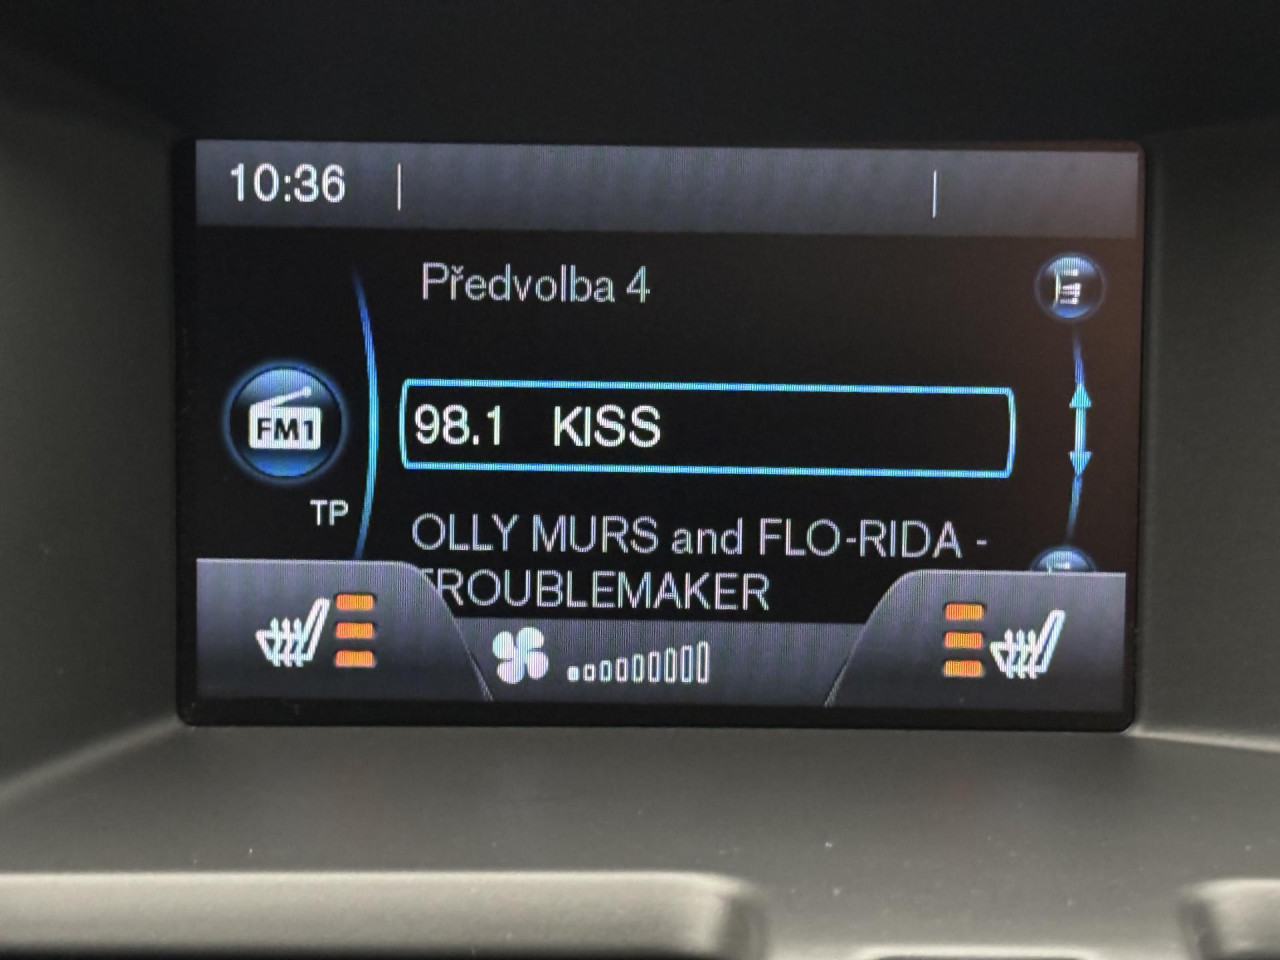 10:36
Předvolba 4
FM1
98.1 KISS
TP
OLLY MURS and FLO-RIDA -
TROUBLEMAKER